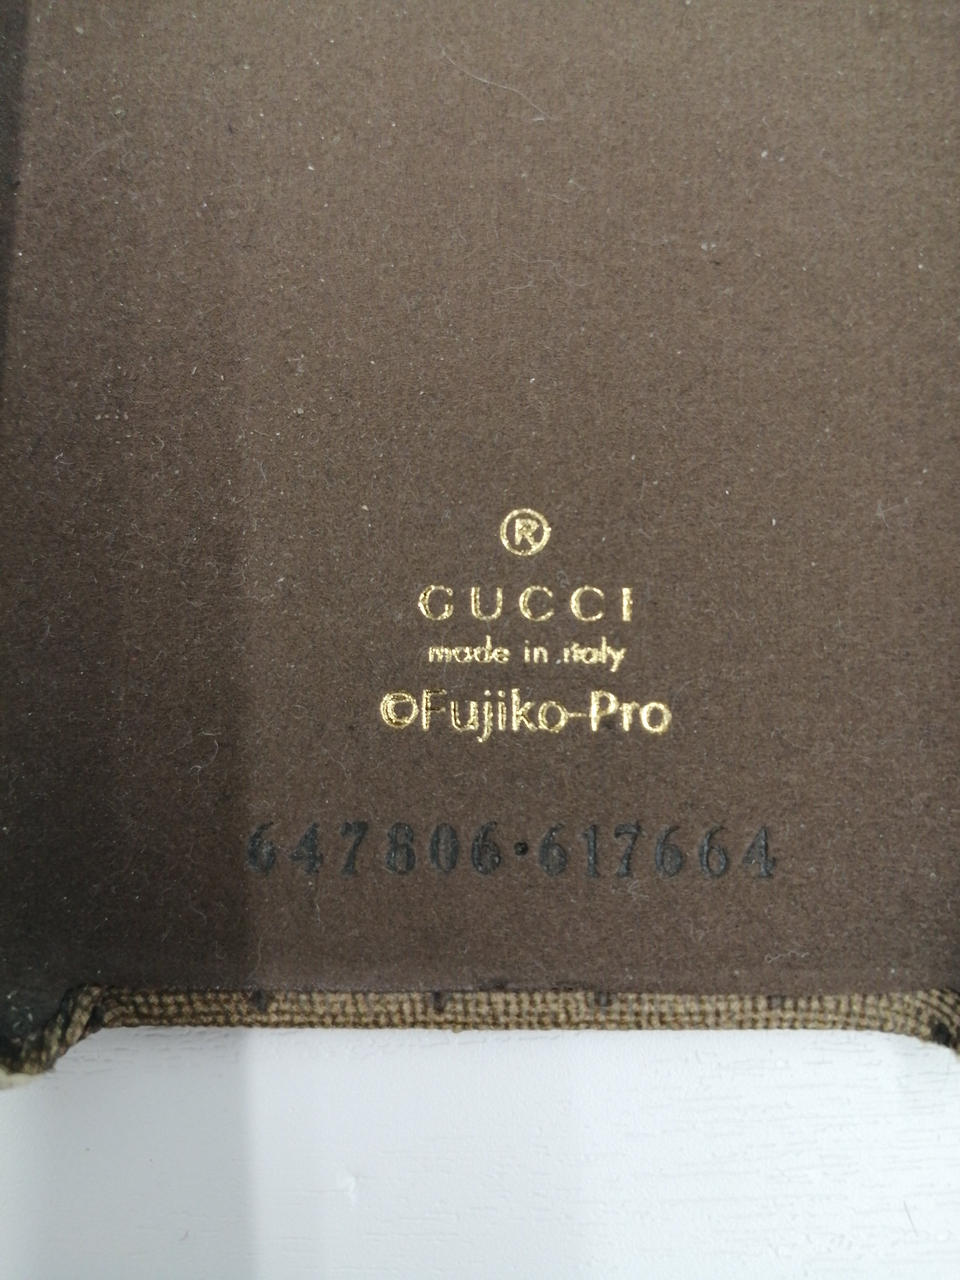 ®
GUCCI
made in italy
©Fujiko-Pro
647806·617664